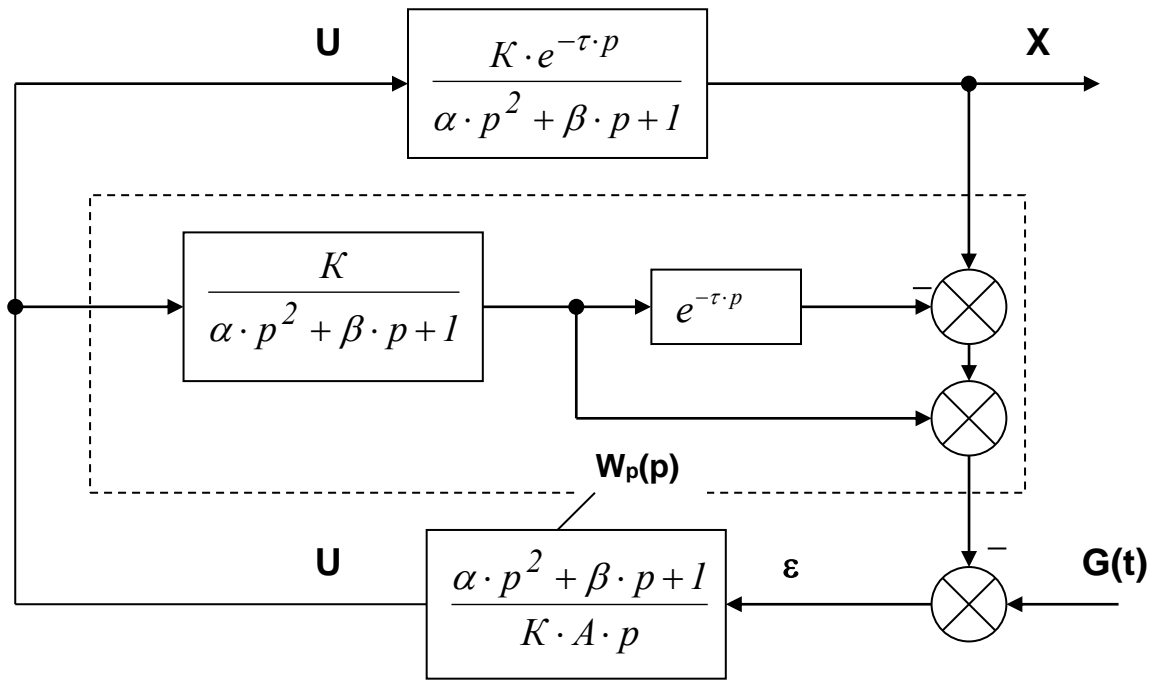 U
X
К · e^{−τ·p}
α · p² + β · p + 1
К
α · p² + β · p + 1
e^{−τ·p}
−
Wₚ(p)
−
U
ε
G(t)
α · p² + β · p + 1
К · А · p